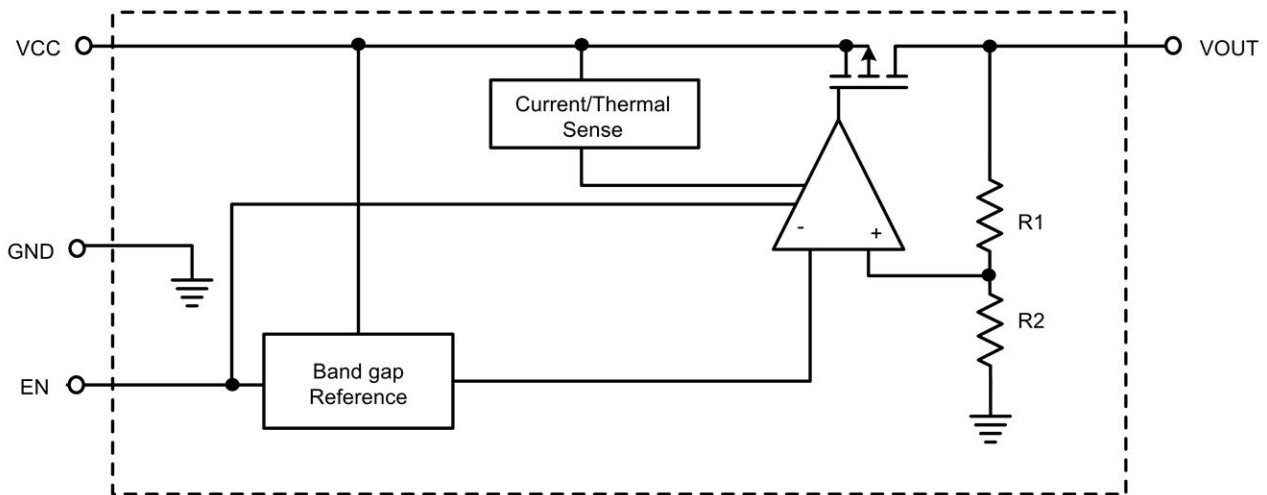 VCC
VOUT
Current/Thermal
Sense
- +
R1
GND
R2
EN
Band gap
Reference